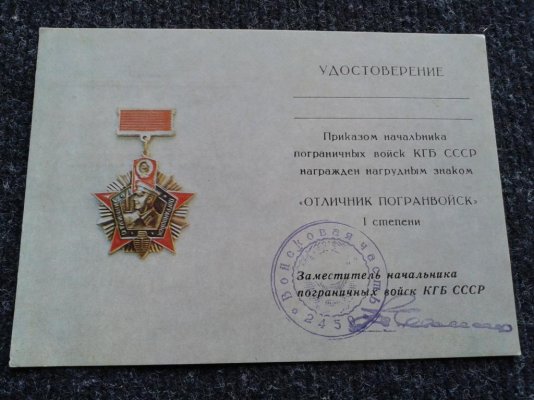 УДОСТОВЕРЕНИЕ
Приказом начальника
пограничных войск КГБ СССР
награжден нагрудным знаком
«ОТЛИЧНИК ПОГРАНВОЙСК»
I степени
Войсковая часть
Заместитель начальника
пограничных войск КГБ СССР